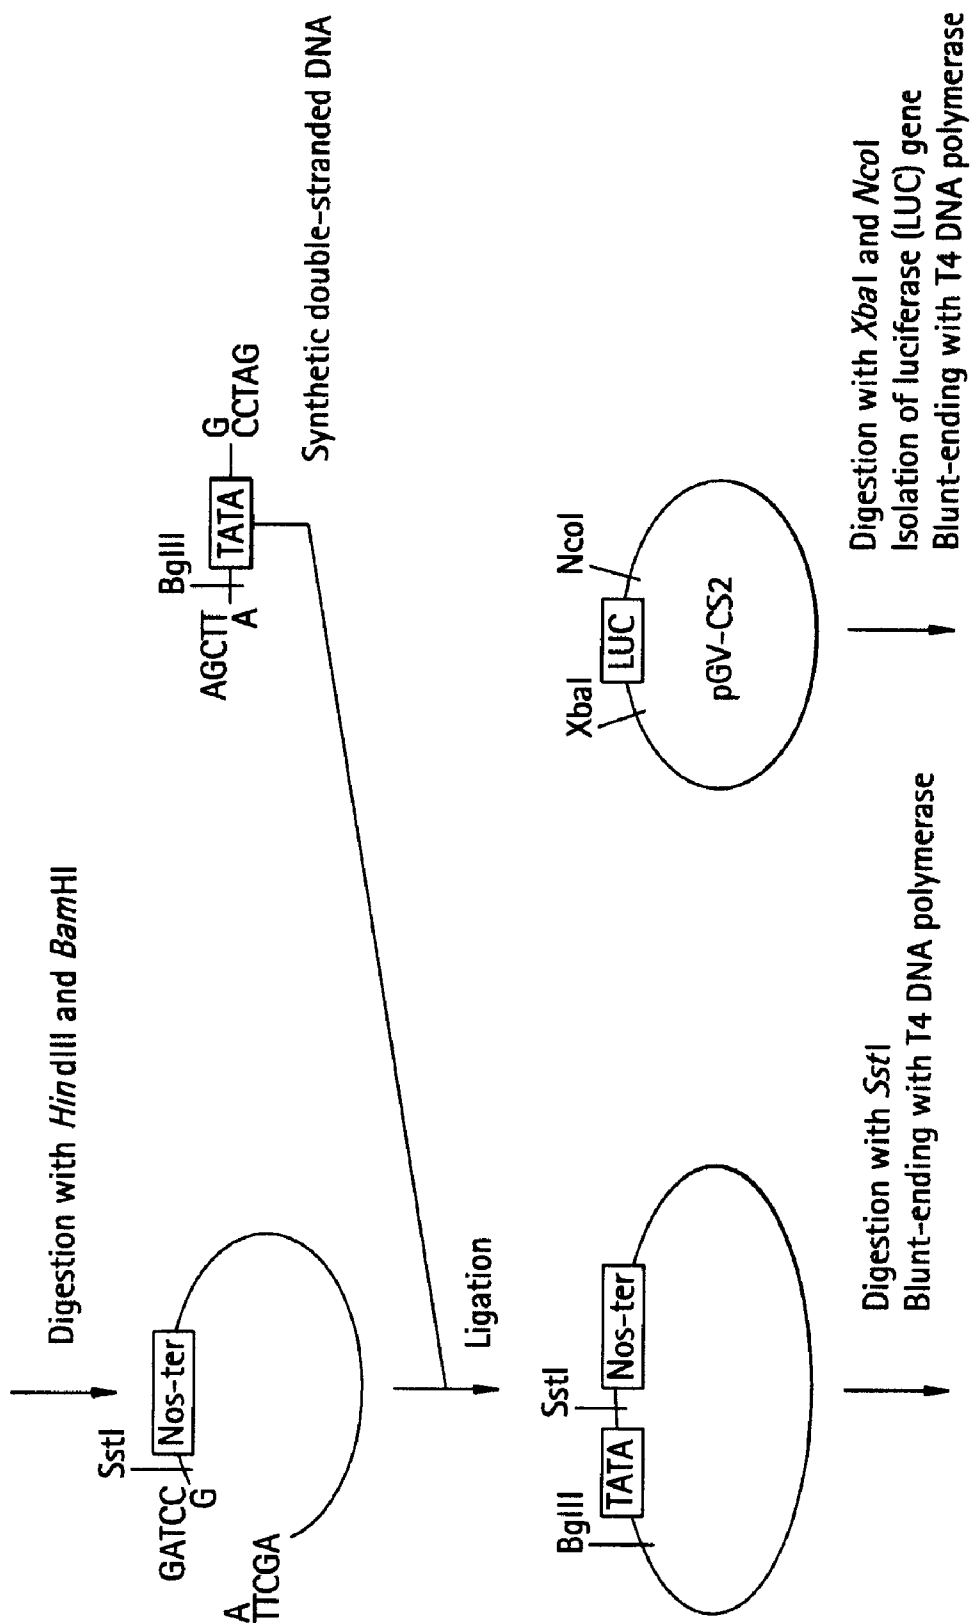 Digestion with HindIII and BamHI
SstI
GATCC
G
Nos-ter
A
TTCGA
BglII
AGCTT
A
TATA
G
CCTAG
Synthetic double-stranded DNA
Ligation
BglII
TATA
SstI
Nos-ter
XbaI
LUC
NcoI
pGV-CS2
Digestion with SstI
Blunt-ending with T4 DNA polymerase
Digestion with XbaI and NcoI
Isolation of luciferase (LUC) gene
Blunt-ending with T4 DNA polymerase